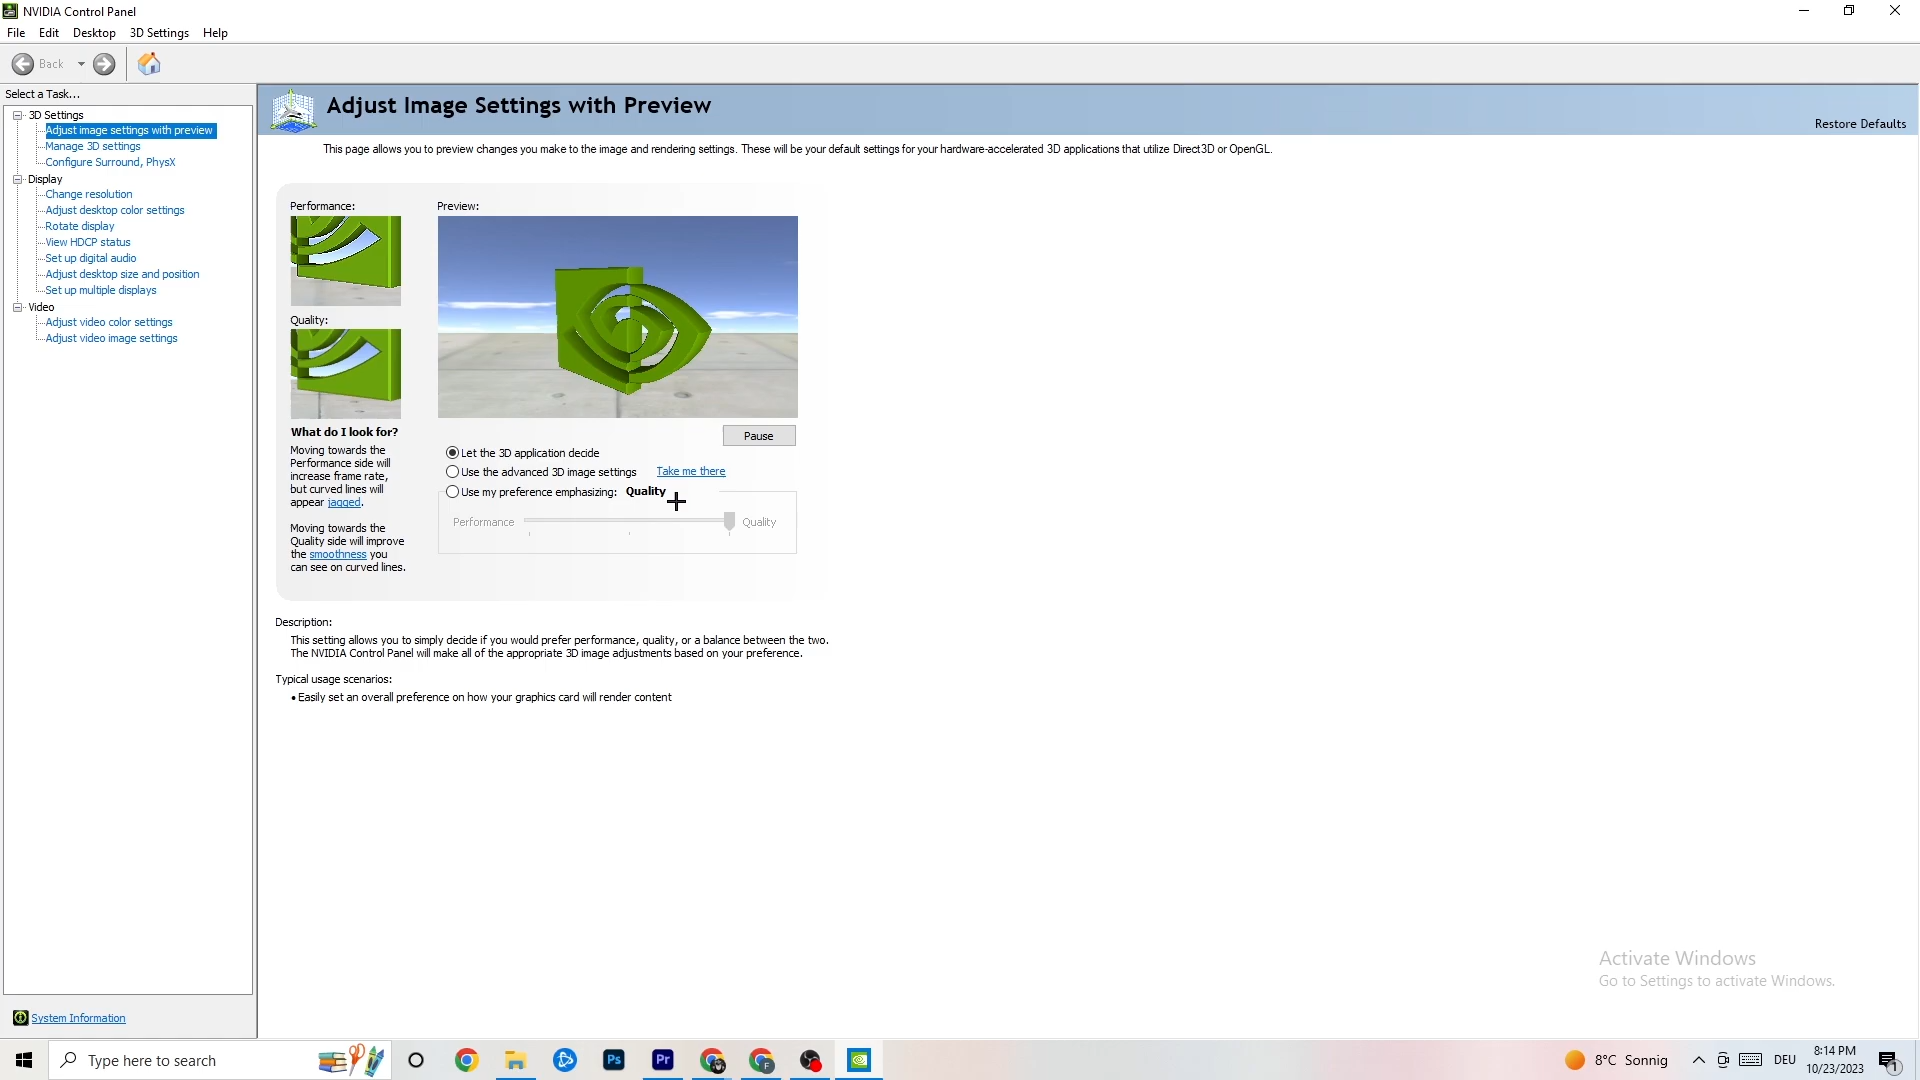 NVIDIA Control Panel
File Edit Desktop 3D Settings Help
Back
Select a Task...
3D Settings
Adjust image settings with preview
Manage 3D settings
Configure Surround, PhysX
Display
Change resolution
Adjust desktop color settings
Rotate display
View HDCP status
Set up digital audio
Adjust desktop size and position
Set up multiple displays
Video
Adjust video color settings
Adjust video image settings
System Information
Adjust Image Settings with Preview
Restore Defaults
This page allows you to preview changes you make to the image and rendering settings. These will be your default settings for your hardware-accelerated 3D applications that utilize Direct3D or OpenGL.
Performance:
Quality:
What do I look for?
Moving towards the
Performance side will
increase frame rate,
but curved lines will
appear jagged.
Moving towards the
Quality side will improve
the smoothness you
can see on curved lines.
Preview:
Pause
Let the 3D application decide
Use the advanced 3D image settings Take me there
Use my preference emphasizing: Quality
Performance Quality
Description:
This setting allows you to simply decide if you would prefer performance, quality, or a balance between the two.
The NVIDIA Control Panel will make all of the appropriate 3D image adjustments based on your preference.
Typical usage scenarios:
• Easily set an overall preference on how your graphics card will render content
Activate Windows
Go to Settings to activate Windows.
Type here to search
Ps
Pr
F
8°C Sonnig
DEU
8:14 PM
10/23/2023
1